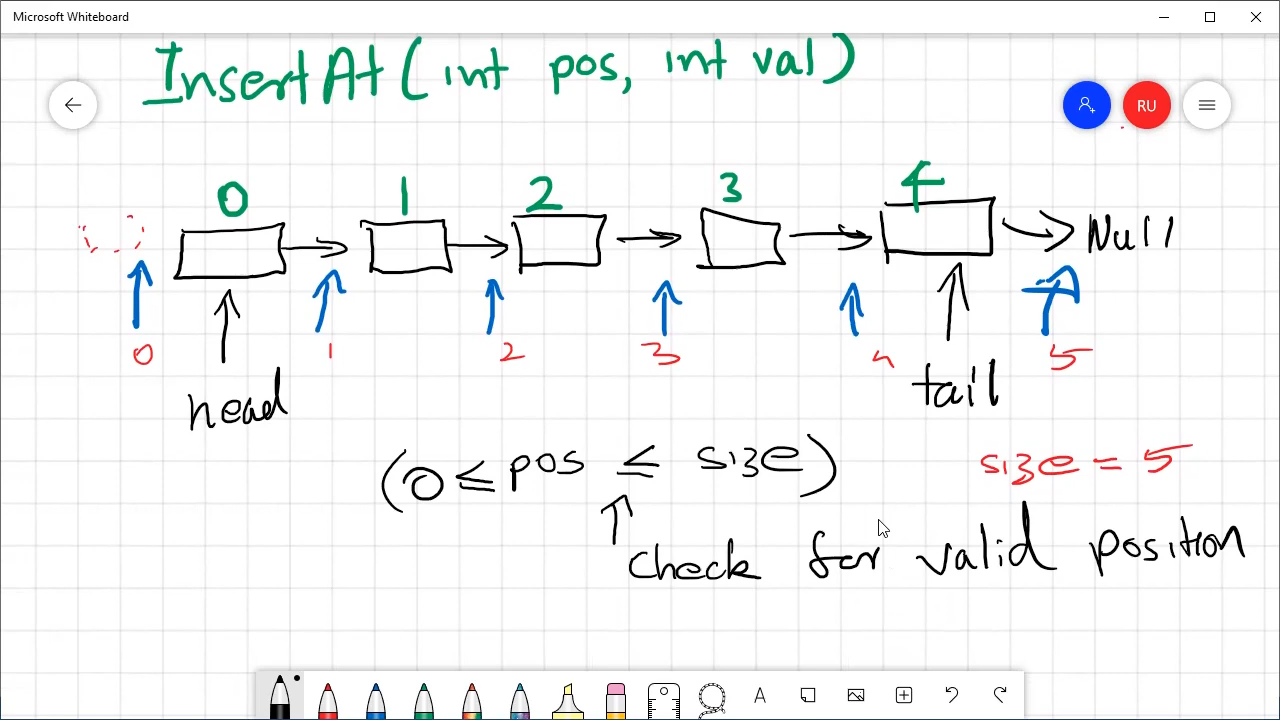 Microsoft Whiteboard
InsertAt(int pos, int val)
RU
0 1 2 3 4
Null
0 1 2 3 4 5
head
tail
(0 ≤ pos ≤ size)
size = 5
check for valid position
A